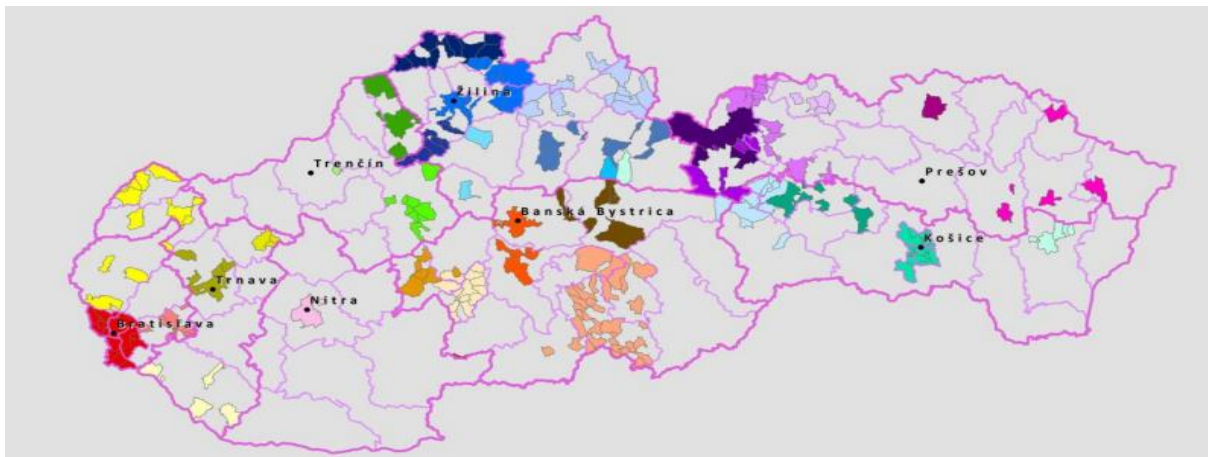 Žilina
Trenčín
Prešov
Banská Bystrica
Košice
Trnava
Nitra
Bratislava